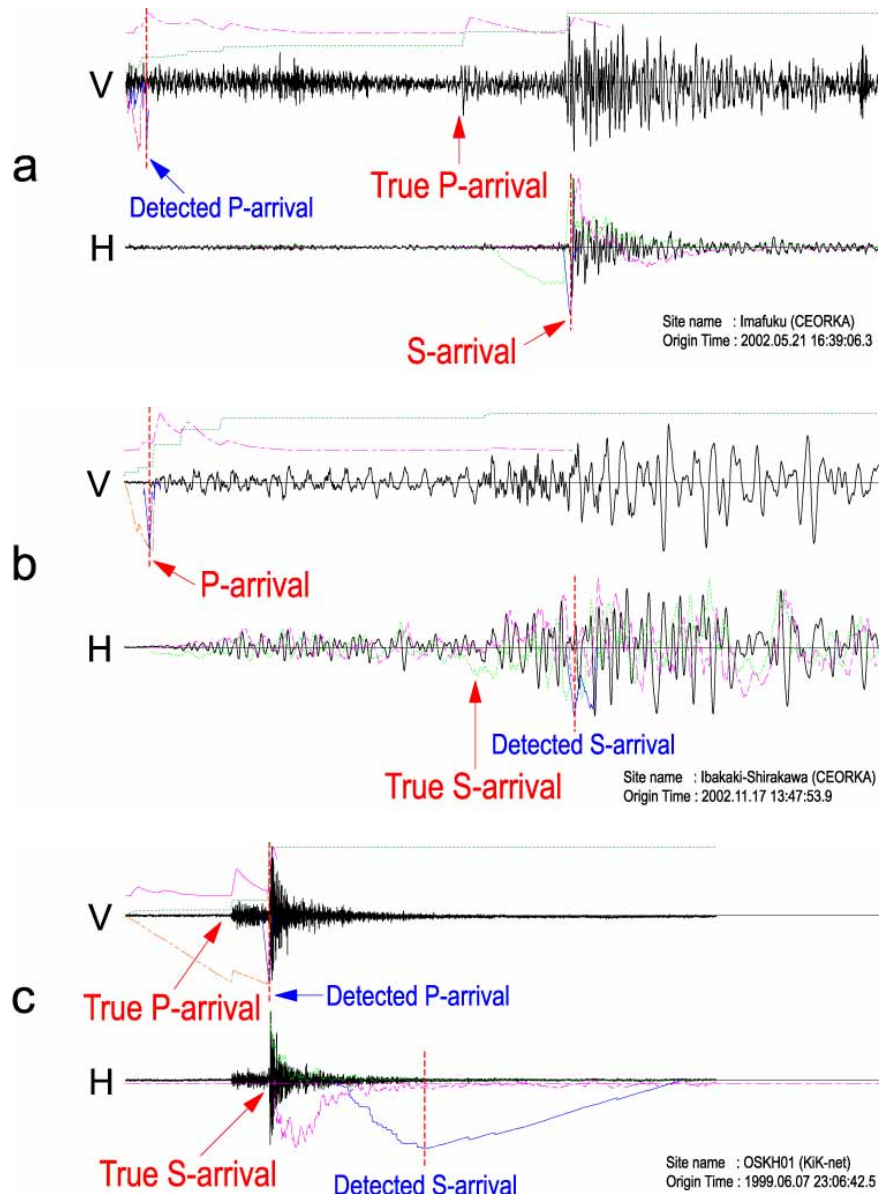 V
True P-arrival
a
Detected P-arrival
H
S-arrival
Site name : Imafuku (CEORKA)
Origin Time : 2002.05.21 16:39:06.3
V
b
P-arrival
H
Detected S-arrival
True S-arrival
Site name : Ibakaki-Shirakawa (CEORKA)
Origin Time : 2002.11.17 13:47:53.9
V
c
True P-arrival
Detected P-arrival
H
True S-arrival
Detected S-arrival
Site name : OSKH01 (KiK-net)
Origin Time : 1999.06.07 23:06:42.5